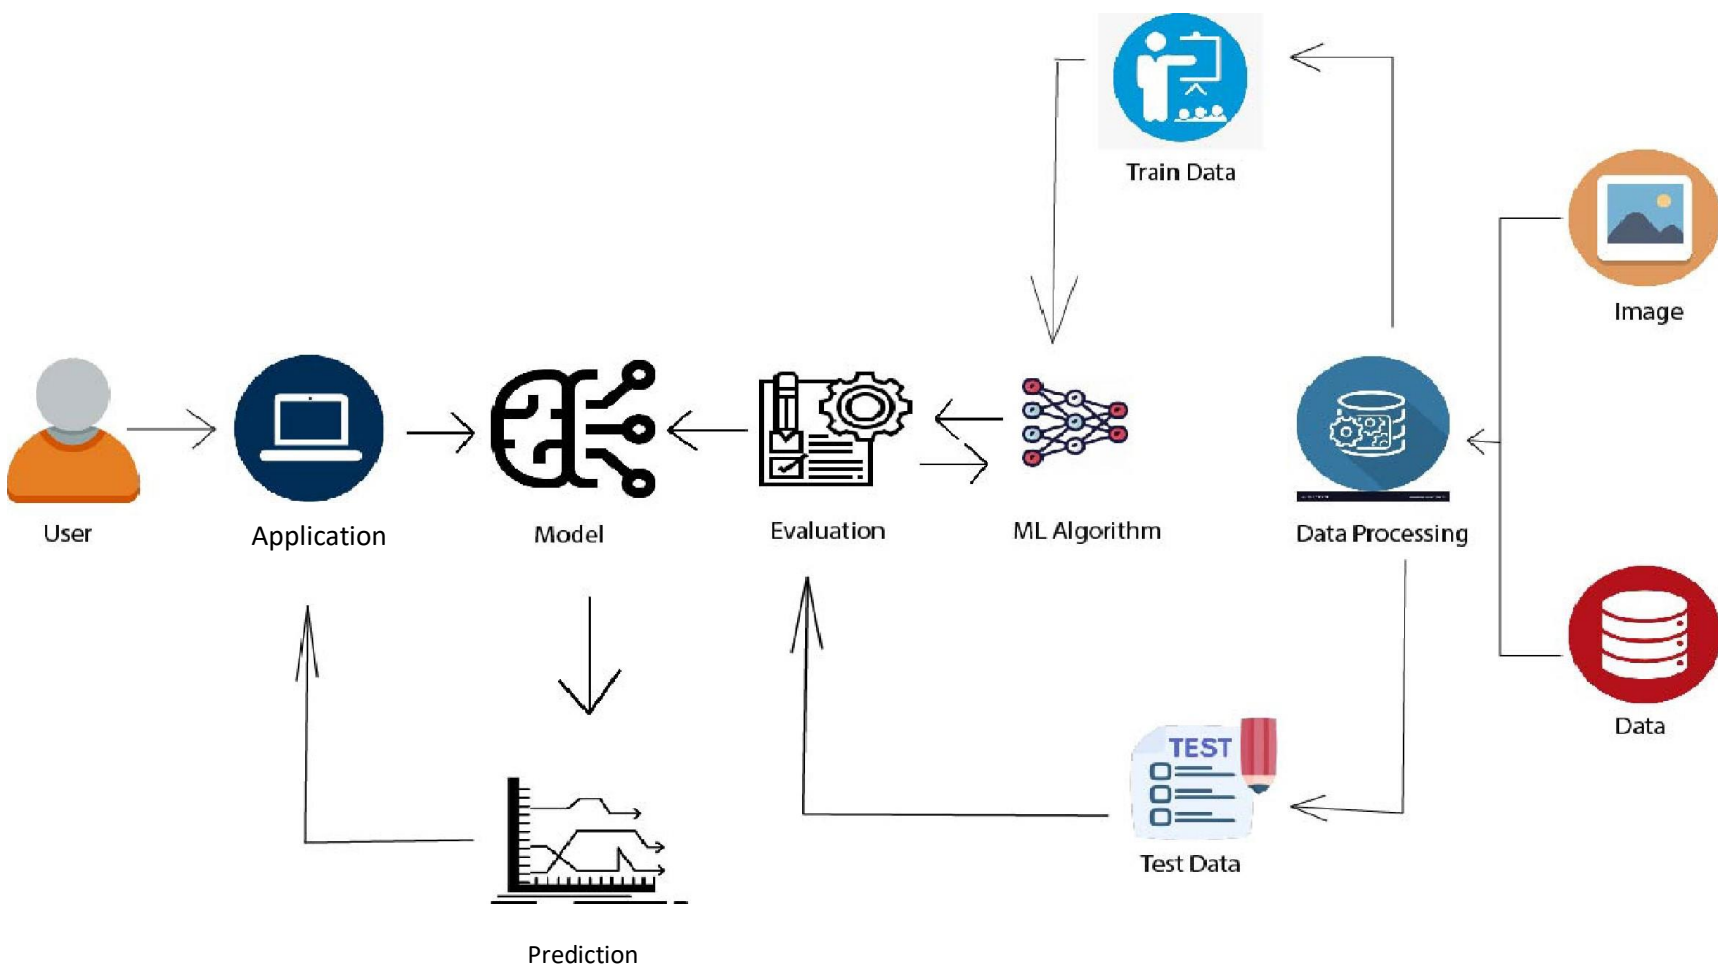 Train Data
Image
User
Application
Model
Evaluation
ML Algorithm
Data Processing
Data
TEST
Test Data
Prediction